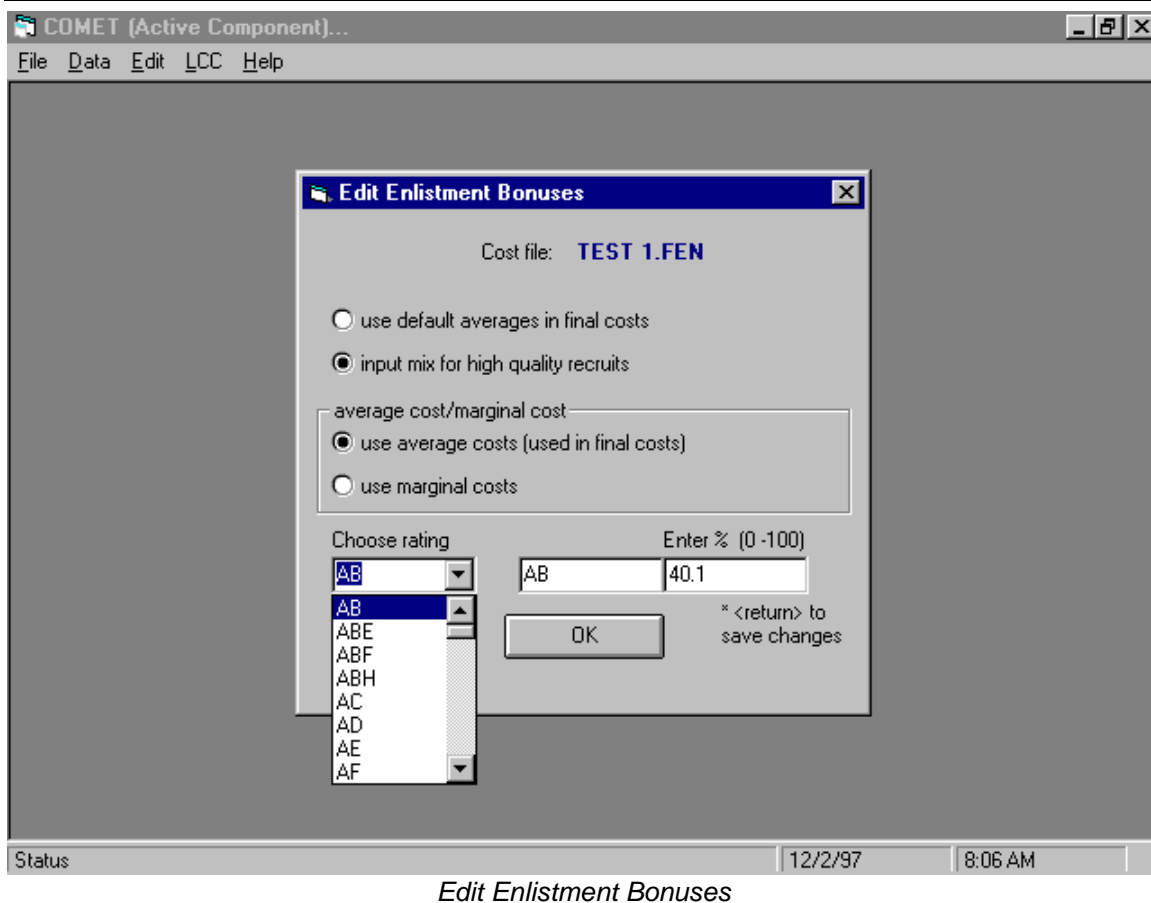 COMET (Active Component)...
File Data Edit LCC Help
Edit Enlistment Bonuses
Cost file: TEST 1.FEN
use default averages in final costs
input mix for high quality recruits
average cost/marginal cost
use average costs (used in final costs)
use marginal costs
Choose rating Enter % (0 -100)
AB AB 40.1
AB
ABE
ABF
ABH
AC
AD
AE
AF
OK
* <return> to
save changes
Status 12/2/97 8:06 AM
Edit Enlistment Bonuses